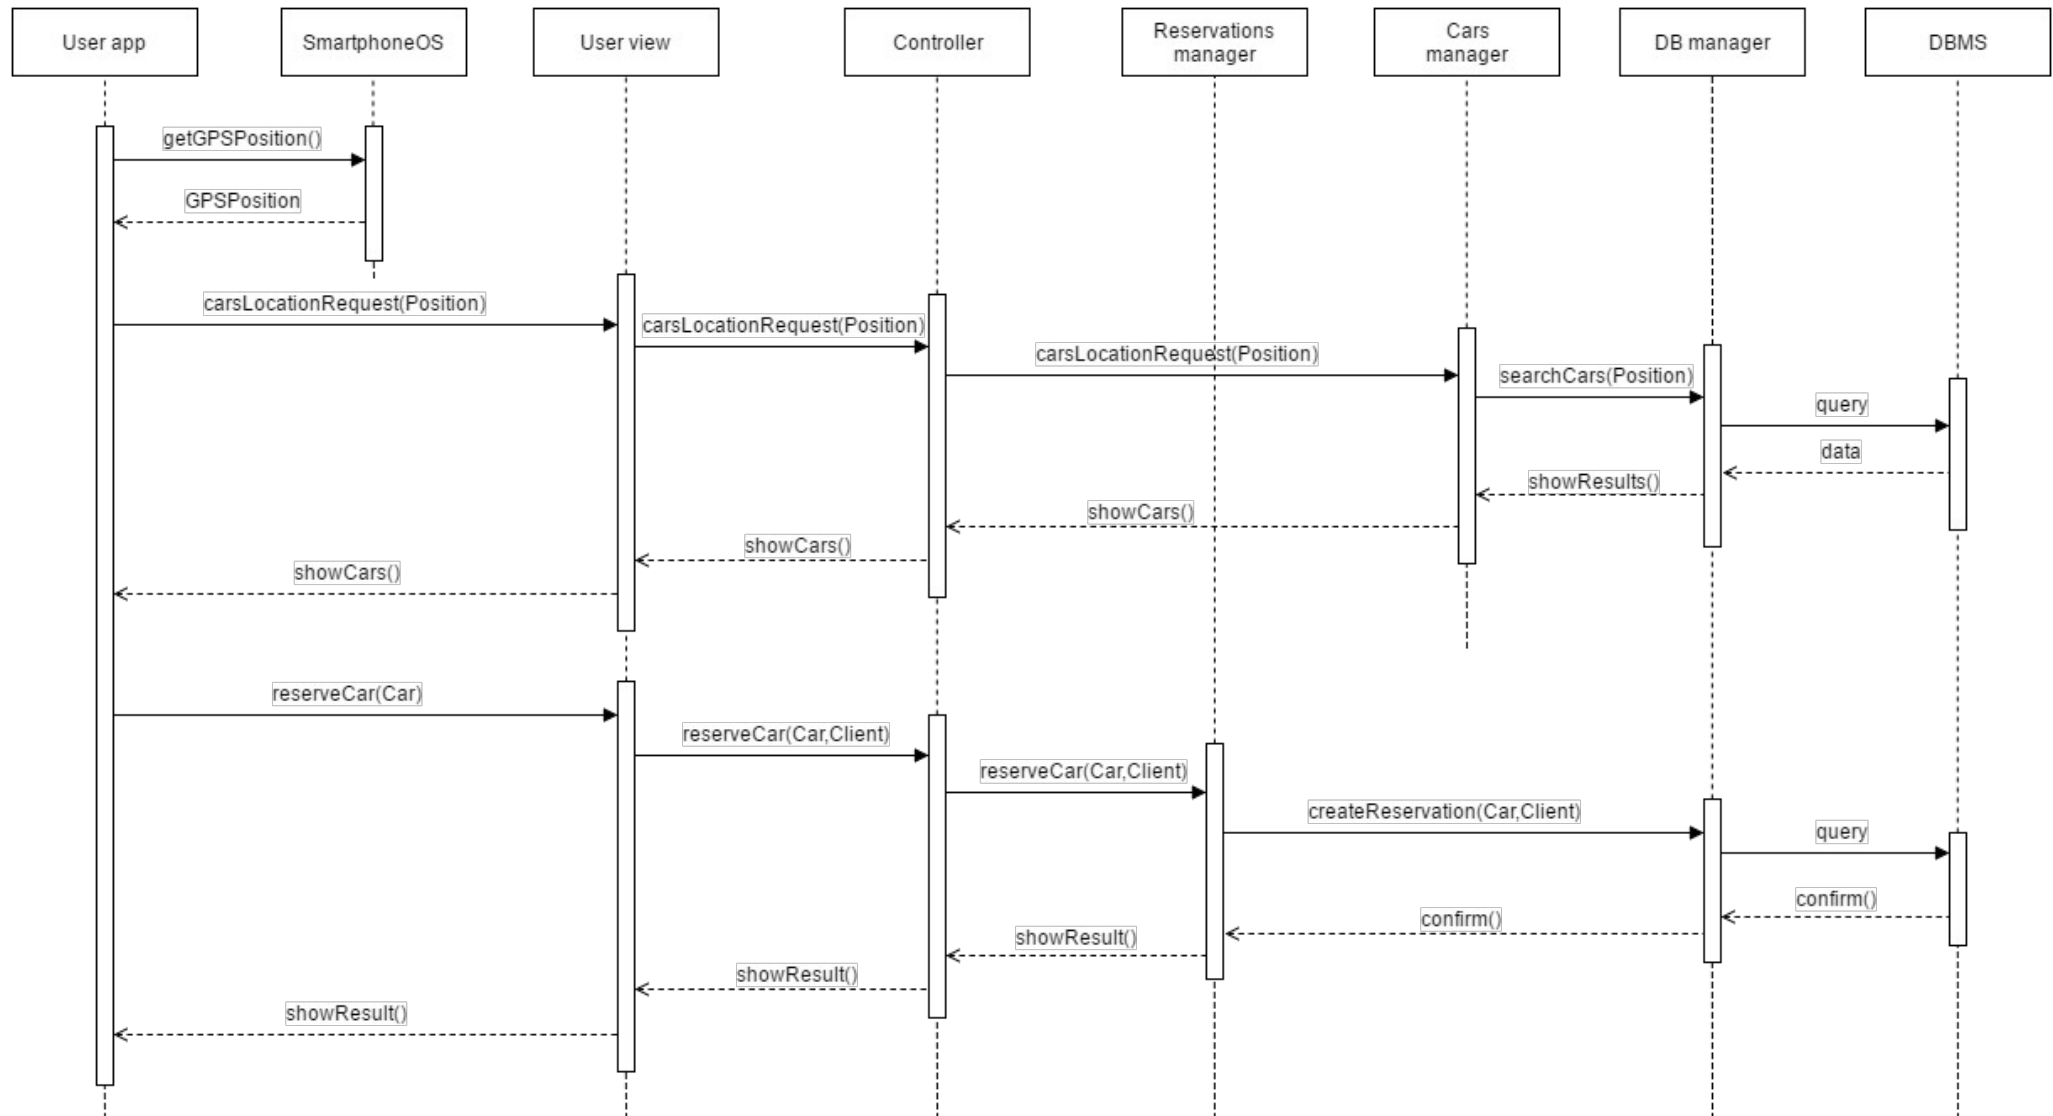 User app
SmartphoneOS
User view
Controller
Reservations
manager
Cars
manager
DB manager
DBMS
getGPSPosition()
GPSPosition
carsLocationRequest(Position)
carsLocationRequest(Position)
carsLocationRequest(Position)
searchCars(Position)
query
data
showResults()
showCars()
showCars()
showCars()
reserveCar(Car)
reserveCar(Car,Client)
reserveCar(Car,Client)
createReservation(Car,Client)
query
confirm()
confirm()
showResult()
showResult()
showResult()